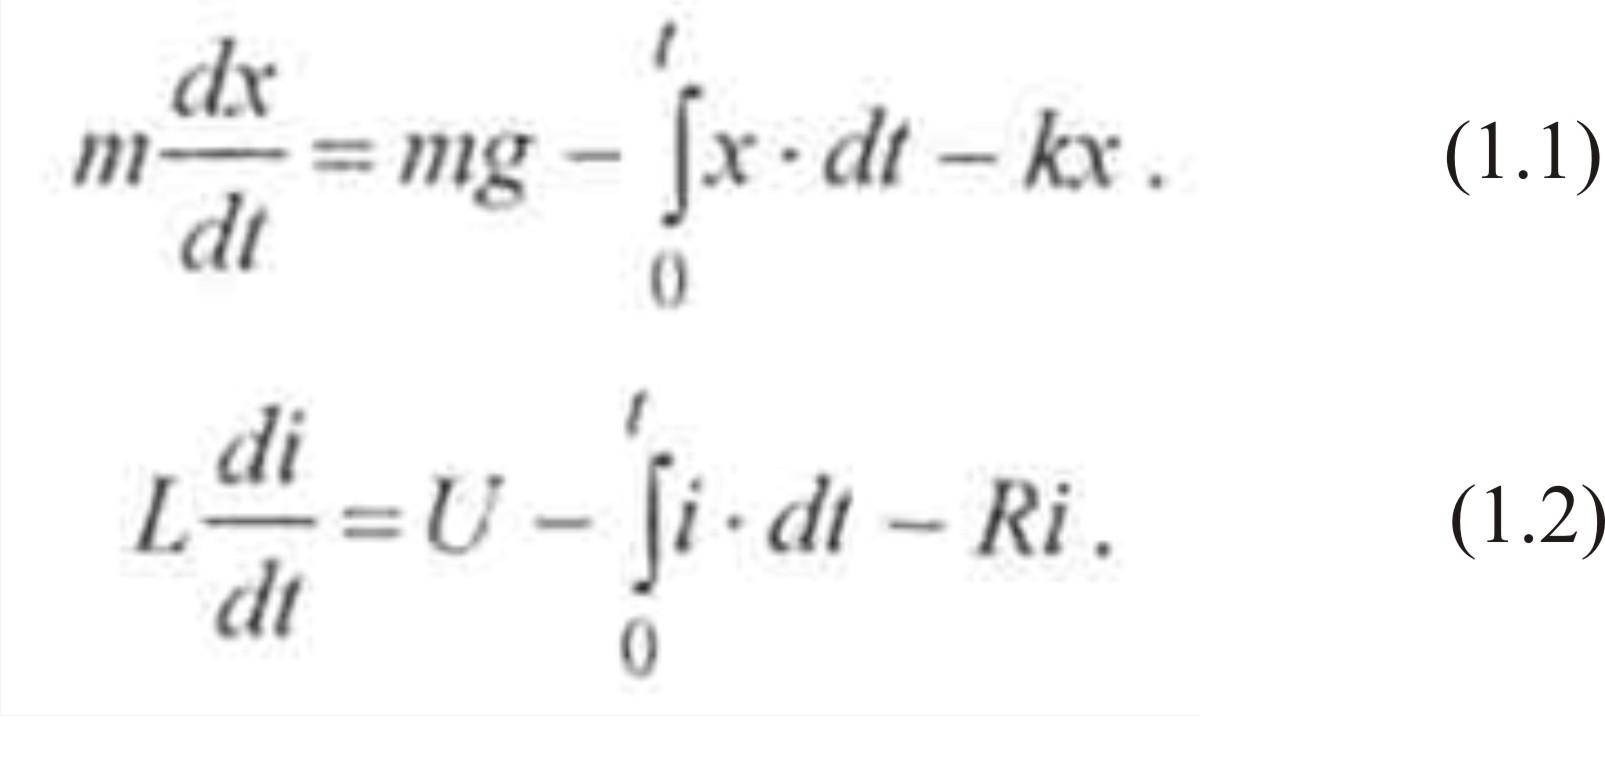 m dx/dt = mg − ∫₀ᵗ x · dt − kx . (1.1)
L di/dt = U − ∫₀ᵗ i · dt − Ri . (1.2)